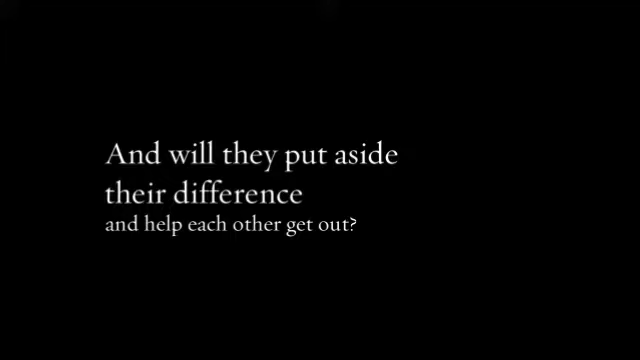 And will they put aside
their difference
and help each other get out?